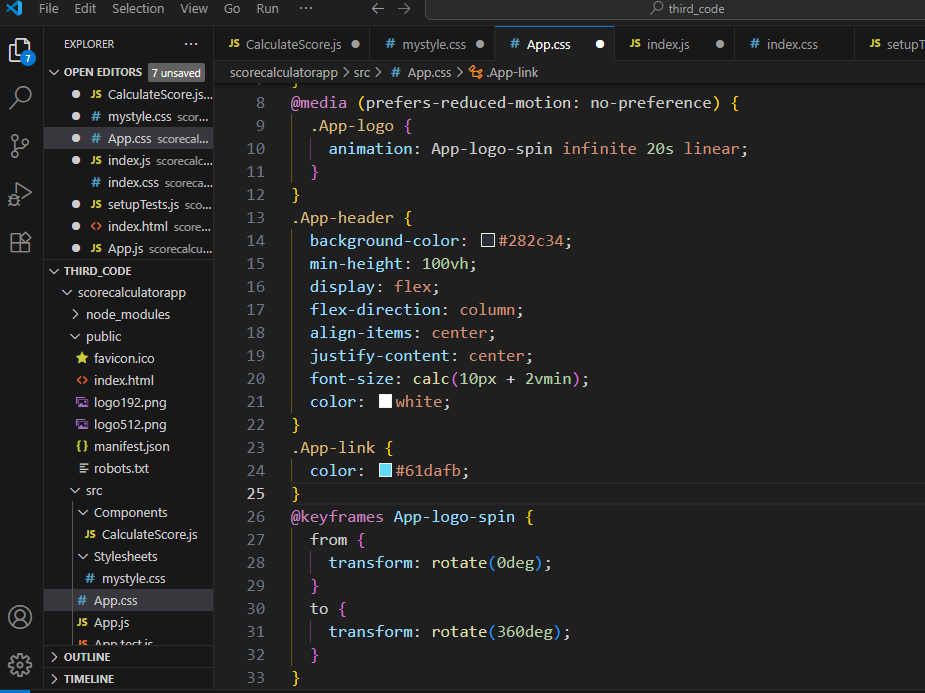 File Edit Selection View Go Run ··· third_code
EXPLORER ···
7
OPEN EDITORS 7 unsaved
JS CalculateScore.js...
# mystyle.css scor...
# App.css scorecal...
JS index.js scorecalc...
# index.css scoreca...
JS setupTests.js sco...
<> index.html score...
JS App.js scorecalcu...
THIRD_CODE
scorecalculatorapp
node_modules
public
favicon.ico
<> index.html
logo192.png
logo512.png
{} manifest.json
robots.txt
src
Components
JS CalculateScore.js
Stylesheets
# mystyle.css
# App.css
JS App.js
JS App.test.js
OUTLINE
TIMELINE
JS CalculateScore.js # mystyle.css # App.css JS index.js # index.css JS setupT
scorecalculatorapp > src > # App.css > .App-link
8 @media (prefers-reduced-motion: no-preference) {
9 .App-logo {
10 animation: App-logo-spin infinite 20s linear;
11 }
12 }
13 .App-header {
14 background-color: #282c34;
15 min-height: 100vh;
16 display: flex;
17 flex-direction: column;
18 align-items: center;
19 justify-content: center;
20 font-size: calc(10px + 2vmin);
21 color: white;
22 }
23 .App-link {
24 color: #61dafb;
25 }
26 @keyframes App-logo-spin {
27 from {
28 transform: rotate(0deg);
29 }
30 to {
31 transform: rotate(360deg);
32 }
33 }